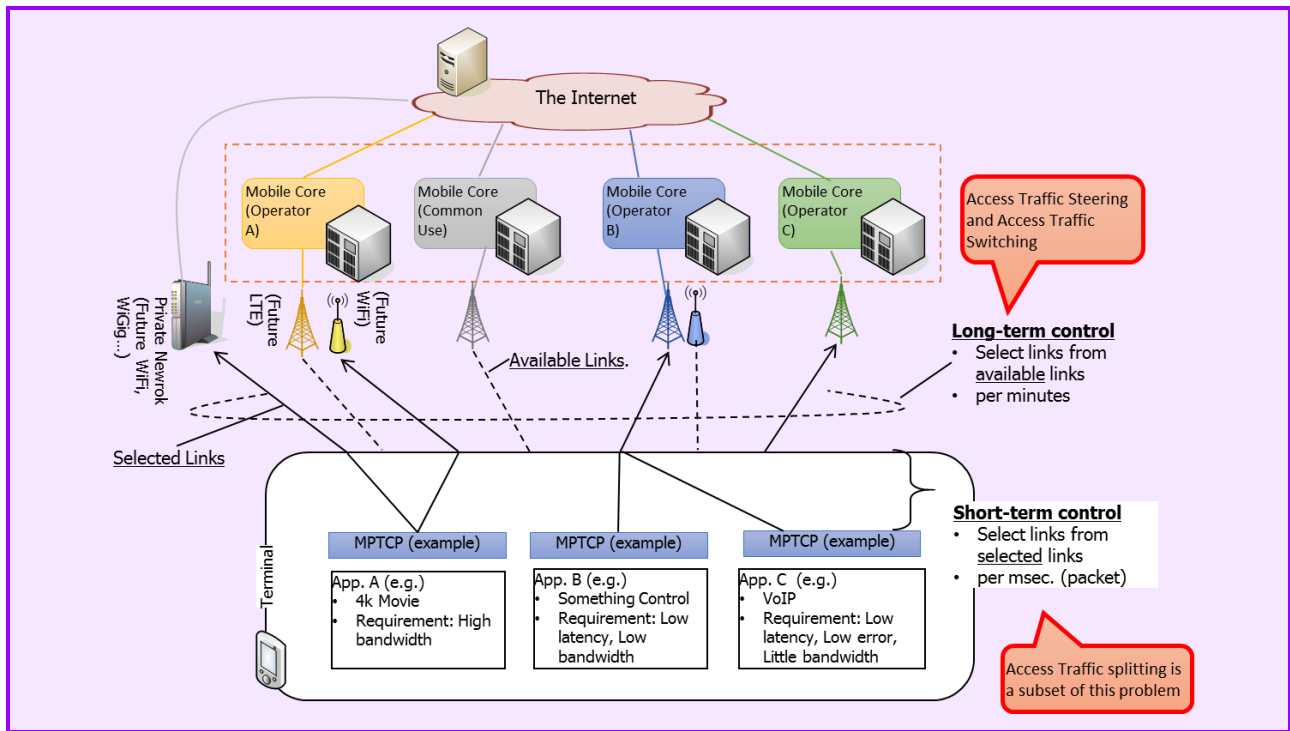 The Internet
Mobile Core
(Operator
A)
Mobile Core
(Common
Use)
Mobile Core
(Operator
B)
Mobile Core
(Operator
C)
Access Traffic Steering
and Access Traffic
Switching
Private Newrok
(Future WiFi,
WiGig...)
(Future
LTE)
(Future
WiFi)
Available Links.
Long-term control
• Select links from
available links
• per minutes
Selected Links
Terminal
MPTCP (example)
App. A (e.g.)
• 4k Movie
• Requirement: High
bandwidth
MPTCP (example)
App. B (e.g.)
• Something Control
• Requirement: Low
latency, Low
bandwidth
MPTCP (example)
App. C (e.g.)
• VoIP
• Requirement: Low
latency, Low error,
Little bandwidth
Short-term control
• Select links from
selected links
• per msec. (packet)
Access Traffic splitting is
a subset of this problem